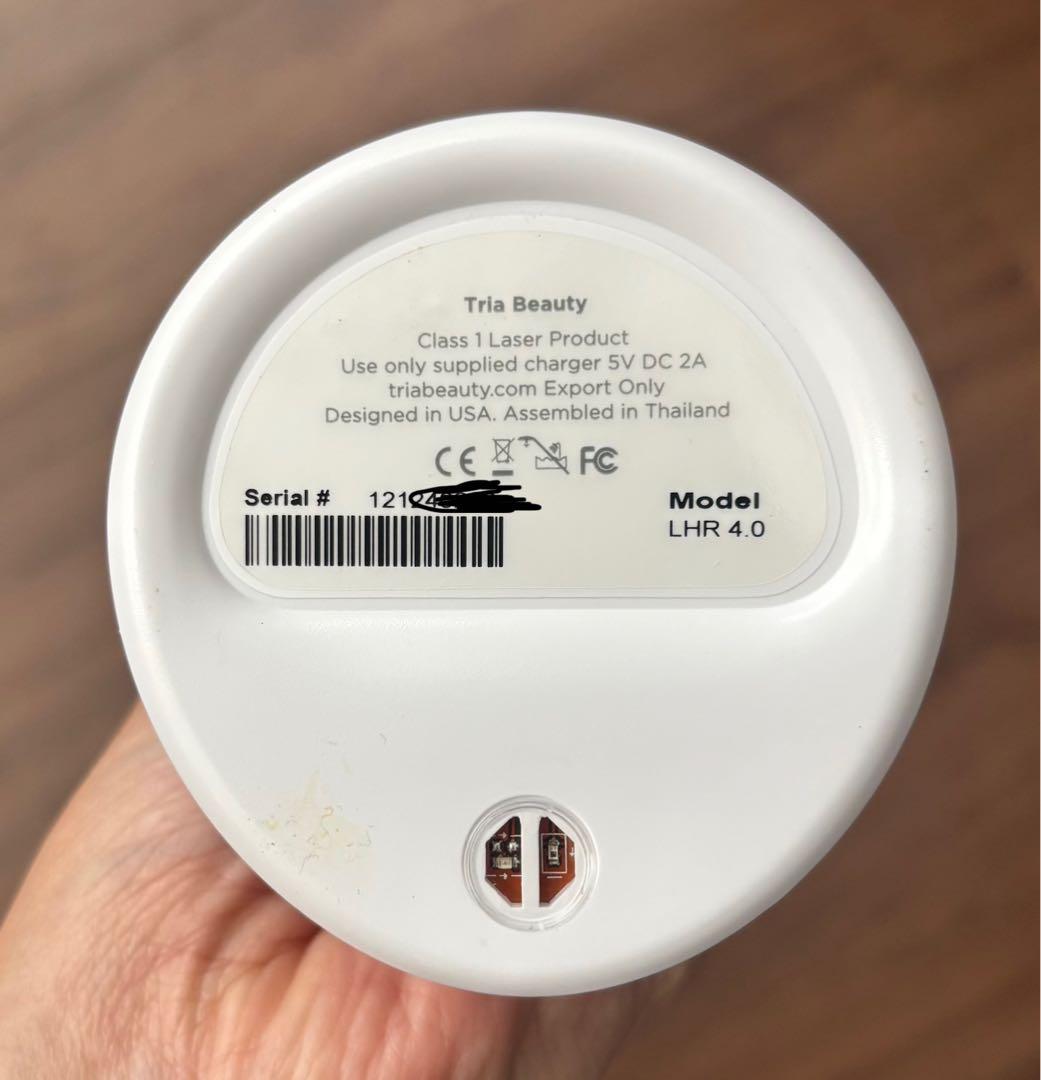 Tria Beauty
Class 1 Laser Product
Use only supplied charger 5V DC 2A
triabeauty.com Export Only
Designed in USA. Assembled in Thailand
CE FC
Serial #
Model
LHR 4.0